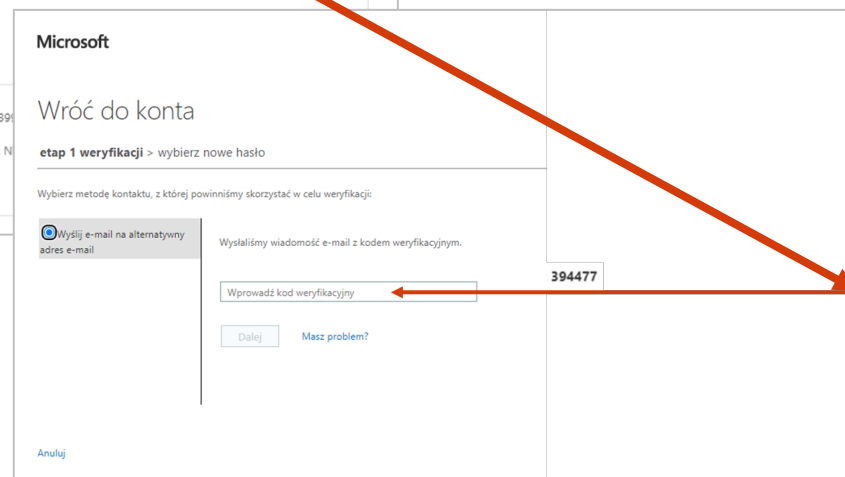 Microsoft
Wróć do konta
etap 1 weryfikacji > wybierz nowe hasło
Wybierz metodę kontaktu, z której powinniśmy skorzystać w celu weryfikacji:
Wyślij e-mail na alternatywny
adres e-mail
Wysłaliśmy wiadomość e-mail z kodem weryfikacyjnym.
394477
Wprowadź kod weryfikacyjny
Dalej
Masz problem?
Anuluj